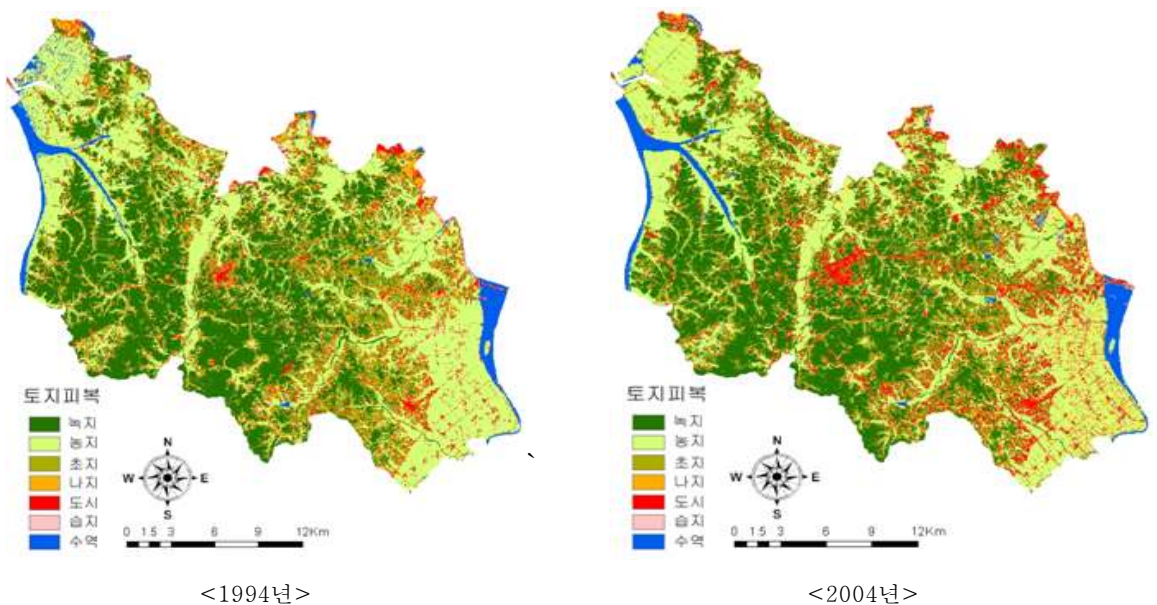 토지피복
녹지
농지
초지
나지
도시
습지
수역
N
W E
S
0 1.5 3 6 9 12Km
<1994년>
`
토지피복
녹지
농지
초지
나지
도시
습지
수역
N
W E
S
0 1.5 3 6 9 12Km
<2004년>